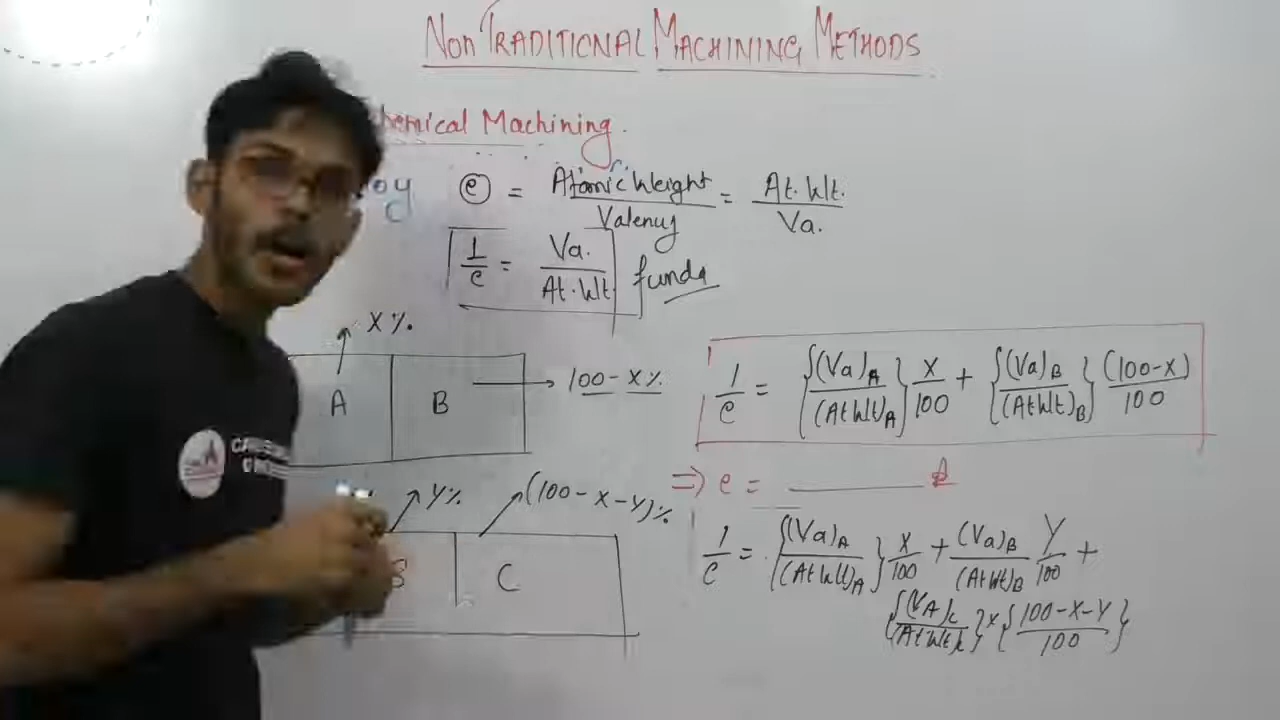 NON TRADITIONAL MACHINING METHODS
hemical Machining.
oy e = Atomic Weight / Valency = At. Wt. / Va.
1/e = Va. / At. Wt. funda
X %
A B 100 - X %
1/e = {(Va)A / (At Wt)A} X/100 + {(Va)B / (At Wt)B} (100-X)/100
⇒ e =
Y% (100 - X - Y)%
B C
1/e = {(Va)A / (At Wt)A} X/100 + (Va)B / (At Wt)B Y/100 +
{(VA)c / (At Wt)c} x {100-X-Y / 100}